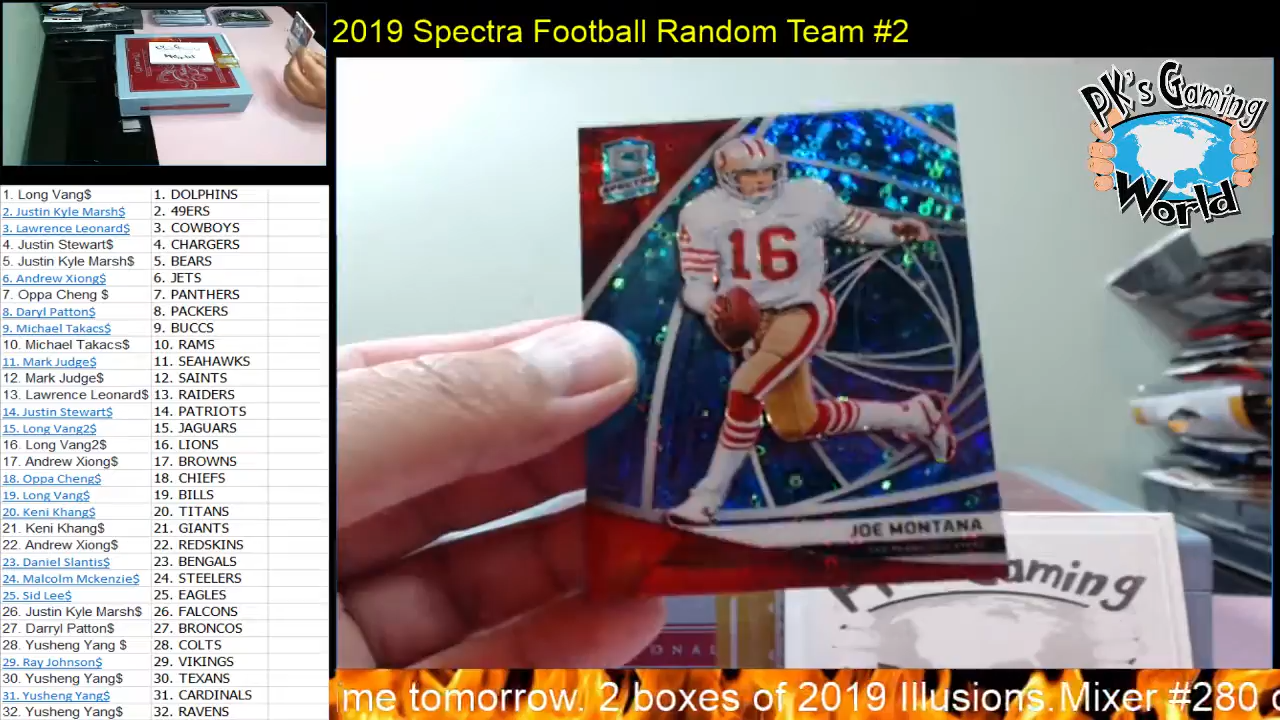 2019 Spectra Football Random Team #2
PK's Gaming
World
1. Long Vang$ 1. DOLPHINS
2. Justin Kyle Marsh$ 2. 49ERS
3. Lawrence Leonard$ 3. COWBOYS
4. Justin Stewart$ 4. CHARGERS
5. Justin Kyle Marsh$ 5. BEARS
6. Andrew Xiong$ 6. JETS
7. Oppa Cheng $ 7. PANTHERS
8. Daryl Patton$ 8. PACKERS
9. Michael Takacs$ 9. BUCCS
10. Michael Takacs$ 10. RAMS
11. Mark Judge$ 11. SEAHAWKS
12. Mark Judge$ 12. SAINTS
13. Lawrence Leonard$ 13. RAIDERS
14. Justin Stewart$ 14. PATRIOTS
15. Long Vang2$ 15. JAGUARS
16. Long Vang2$ 16. LIONS
17. Andrew Xiong$ 17. BROWNS
18. Oppa Cheng$ 18. CHIEFS
19. Long Vang$ 19. BILLS
20. Keni Khang$ 20. TITANS
21. Keni Khang$ 21. GIANTS
22. Andrew Xiong$ 22. REDSKINS
23. Daniel Slantis$ 23. BENGALS
24. Malcolm Mckenzie$ 24. STEELERS
25. Sid Lee$ 25. EAGLES
26. Justin Kyle Marsh$ 26. FALCONS
27. Darryl Patton$ 27. BRONCOS
28. Yusheng Yang $ 28. COLTS
29. Ray Johnson$ 29. VIKINGS
30. Yusheng Yang$ 30. TEXANS
31. Yusheng Yang$ 31. CARDINALS
32. Yusheng Yang$ 32. RAVENS
SPECTRA
16
JOE MONTANA
Gaming
ONAL
me tomorrow. 2 boxes of 2019 Illusions.Mixer #280